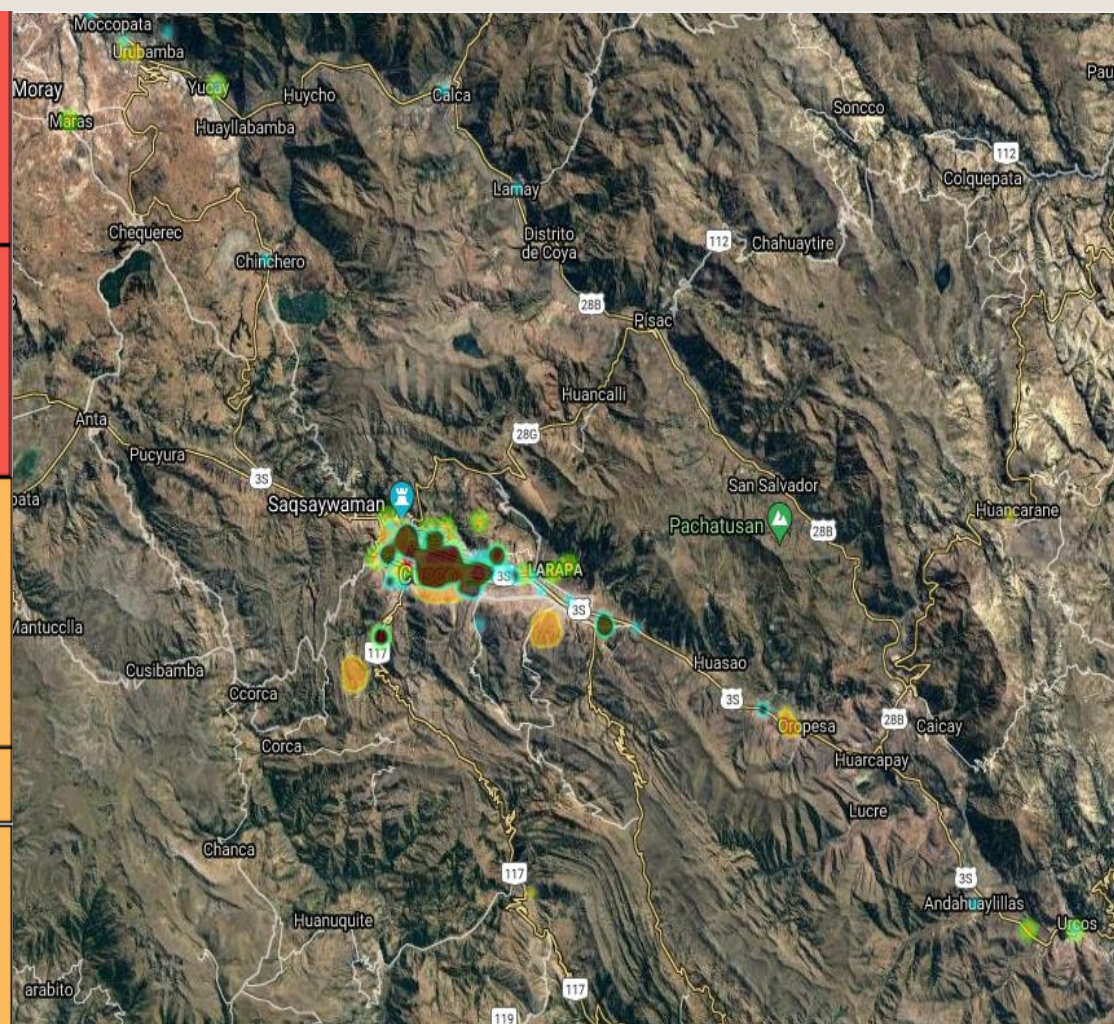 Moccopata
Urubamba
Moray
Yucay
Huycho
Calca
Pau
Maras
Huayllabamba
Soncco
112
Colquepata
Lamay
Chequerec
Distrito
de Coya
112
Chahuaytire
Chinchero
28B
Písac
Huancalli
Anta
28G
Pucyura
3S
San Salvador
pata
Saqsaywaman
Huancarane
Pachatusan
28B
3S
LARAPA
3S
Mantucclla
117
Cusibamba
Huasao
Ccorca
3S
28B
Oropesa
Caicay
Corca
Huarcapay
Lucre
Chanca
117
3S
Andahuaylillas
Huanuquite
Urcos
arabito
117
119